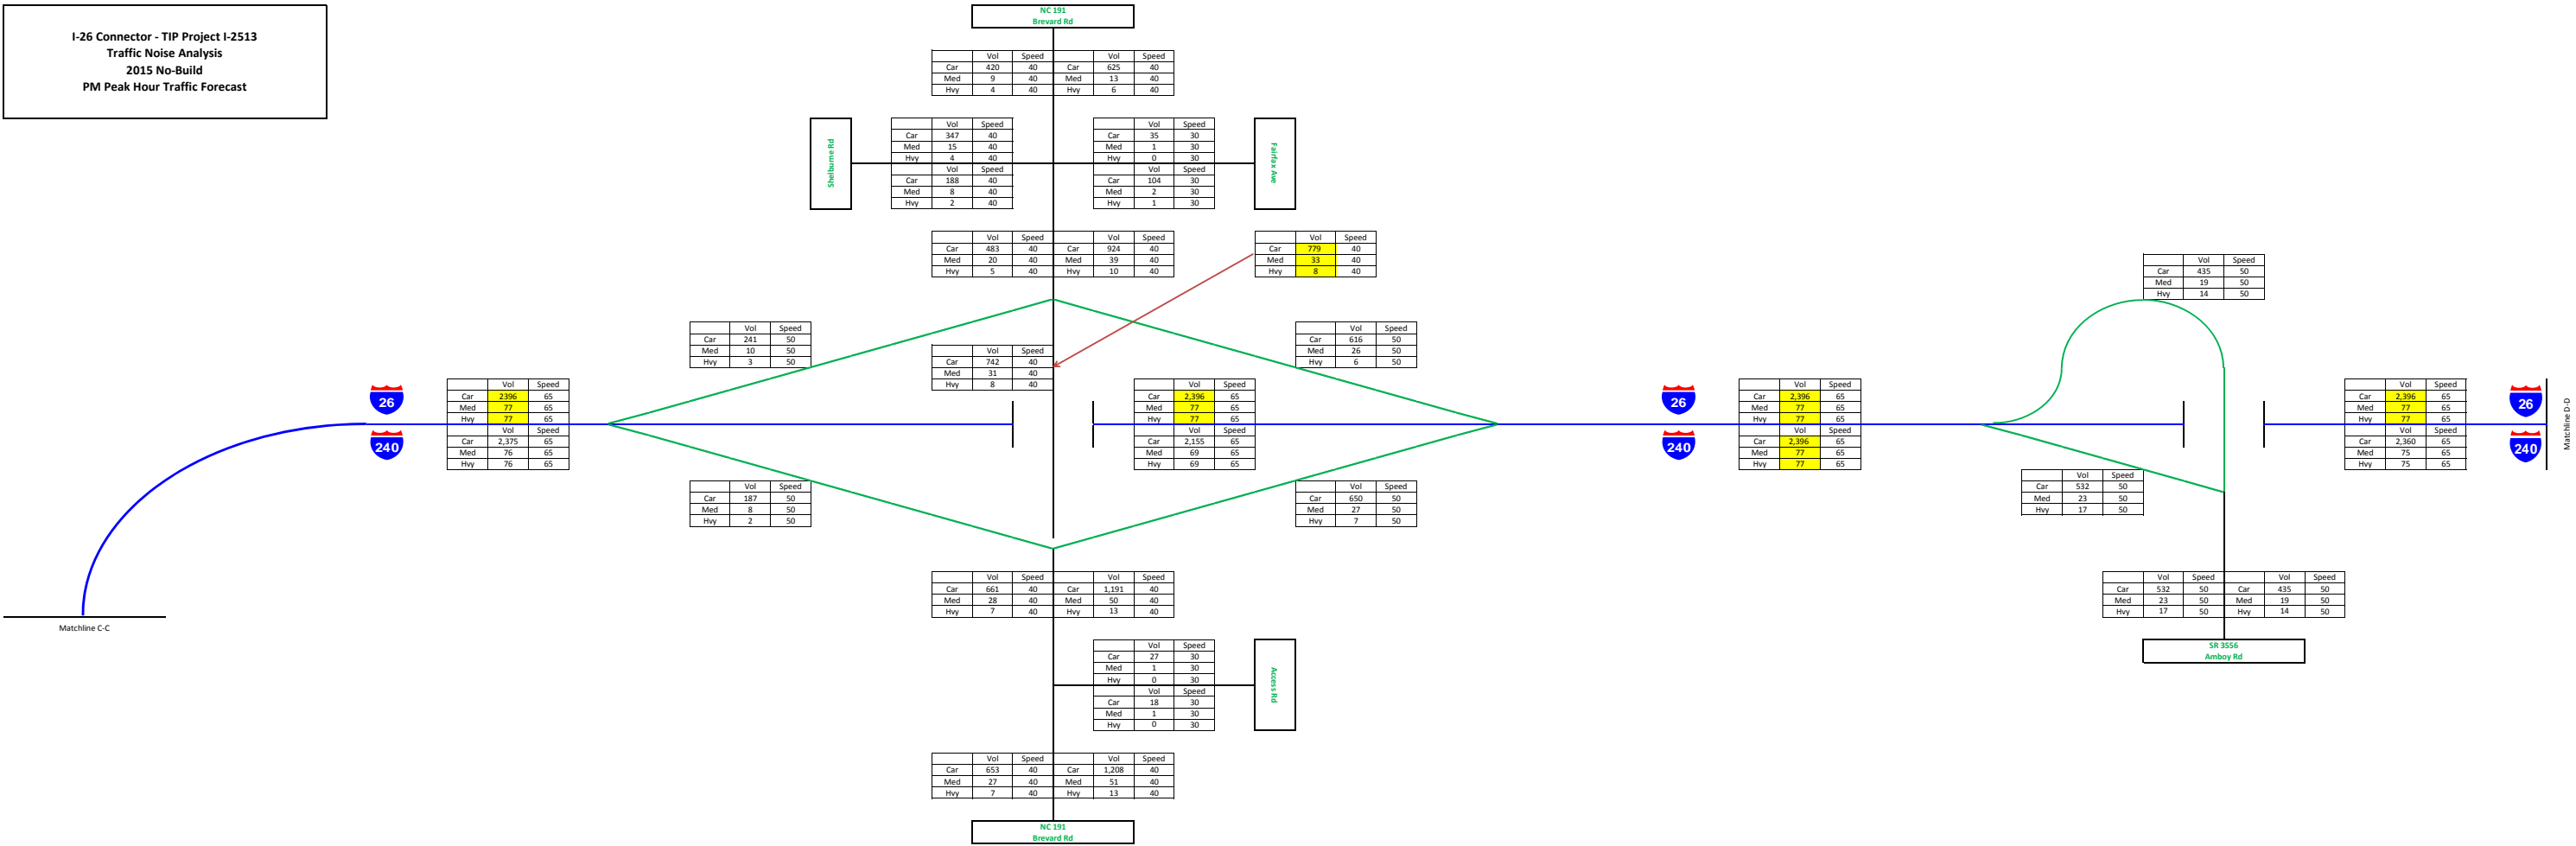 I-26 Connector - TIP Project I-2513
Traffic Noise Analysis
2015 No-Build
PM Peak Hour Traffic Forecast
NC 191
Brevard Rd
Vol Speed Vol Speed
Car 420 40 Car 625 40
Med 9 40 Med 13 40
Hvy 4 40 Hvy 6 40
Shelburne Rd
Vol Speed
Car 347 40
Med 15 40
Hvy 4 40
Vol Speed
Car 188 40
Med 8 40
Hvy 2 40
Vol Speed
Car 35 30
Med 1 30
Hvy 0 30
Vol Speed
Car 104 30
Med 2 30
Hvy 1 30
Fairfax Ave
Vol Speed Vol Speed
Car 483 40 Car 924 40
Med 20 40 Med 39 40
Hvy 5 40 Hvy 10 40
Vol Speed
Car 779 40
Med 33 40
Hvy 8 40
Vol Speed
Car 435 50
Med 19 50
Hvy 14 50
Vol Speed
Car 241 50
Med 10 50
Hvy 3 50
Vol Speed
Car 742 40
Med 31 40
Hvy 8 40
Vol Speed
Car 616 50
Med 26 50
Hvy 6 50
26
240
Vol Speed
Car 2396 65
Med 77 65
Hvy 77 65
Vol Speed
Car 2,375 65
Med 76 65
Hvy 76 65
Vol Speed
Car 2,396 65
Med 77 65
Hvy 77 65
Vol Speed
Car 2,155 65
Med 69 65
Hvy 69 65
26
240
Vol Speed
Car 2,396 65
Med 77 65
Hvy 77 65
Vol Speed
Car 2,396 65
Med 77 65
Hvy 77 65
Vol Speed
Car 2,396 65
Med 77 65
Hvy 77 65
Vol Speed
Car 2,360 65
Med 75 65
Hvy 75 65
26
240
Matchline D-D
Vol Speed
Car 187 50
Med 8 50
Hvy 2 50
Vol Speed
Car 650 50
Med 27 50
Hvy 7 50
Vol Speed
Car 532 50
Med 23 50
Hvy 17 50
Vol Speed Vol Speed
Car 661 40 Car 1,191 40
Med 28 40 Med 50 40
Hvy 7 40 Hvy 13 40
Vol Speed Vol Speed
Car 532 50 Car 435 50
Med 23 50 Med 19 50
Hvy 17 50 Hvy 14 50
Matchline C-C
SR 3556
Amboy Rd
Vol Speed
Car 27 30
Med 1 30
Hvy 0 30
Vol Speed
Car 18 30
Med 1 30
Hvy 0 30
Access Rd
Vol Speed Vol Speed
Car 653 40 Car 1,208 40
Med 27 40 Med 51 40
Hvy 7 40 Hvy 13 40
NC 191
Brevard Rd